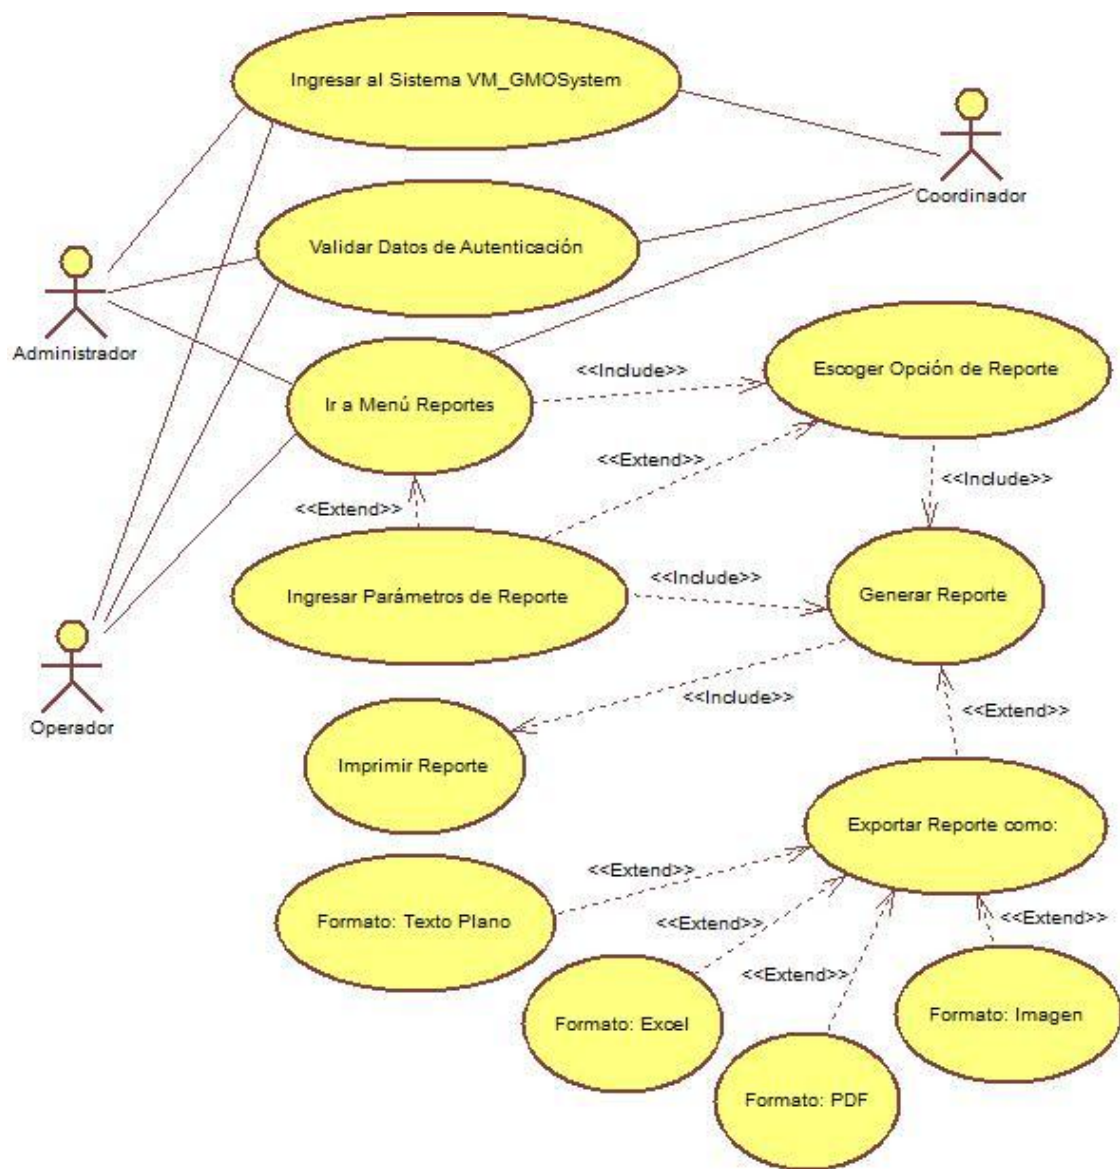 Ingresar al Sistema VM_GMOSystem
Coordinador
Validar Datos de Autenticación
Administrador
Escoger Opción de Reporte
<<Include>>
Ir a Menú Reportes
<<Extend>>
<<Include>>
<<Extend>>
<<Include>>
Ingresar Parámetros de Reporte
Generar Reporte
<<Include>>
<<Extend>>
Operador
Imprimir Reporte
Exportar Reporte como:
<<Extend>>
Formato: Texto Plano
<<Extend>>
<<Extend>>
<<Extend>>
Formato: Excel
Formato: Imagen
Formato: PDF